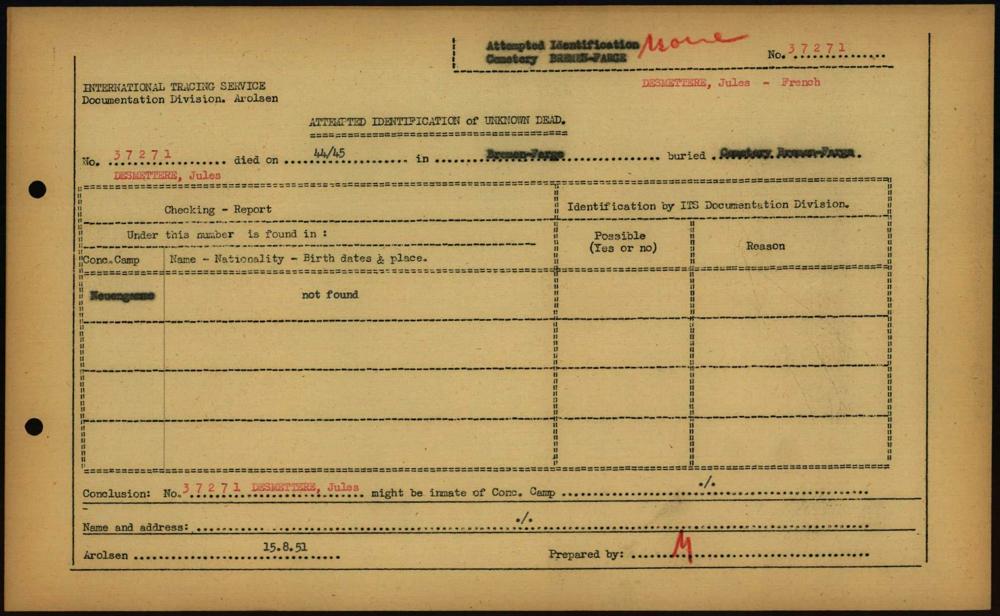 Attempted Identification None
Cemetery BREMEN-FARGE
No. 37271
DESMETTERE, Jules - French
INTERNATIONAL TRACING SERVICE
Documentation Division. Arolsen
ATTEMPTED IDENTIFICATION of UNKNOWN DEAD.
No. 37271 died on 44/45 in Bremen-Farge buried Cemetery Bremen-Farge.
DESMETTERE, Jules
Checking - Report
Identification by ITS Documentation Division.
Under this number is found in :
Possible
(Yes or no)
Reason
Conc.Camp
Name - Nationality - Birth dates & place.
Neuengamme
not found
Conclusion: No. 37271 DESMETTERE, Jules might be inmate of Conc. Camp ./.
Name and address: ./.
Arolsen 15.8.51
Prepared by: M